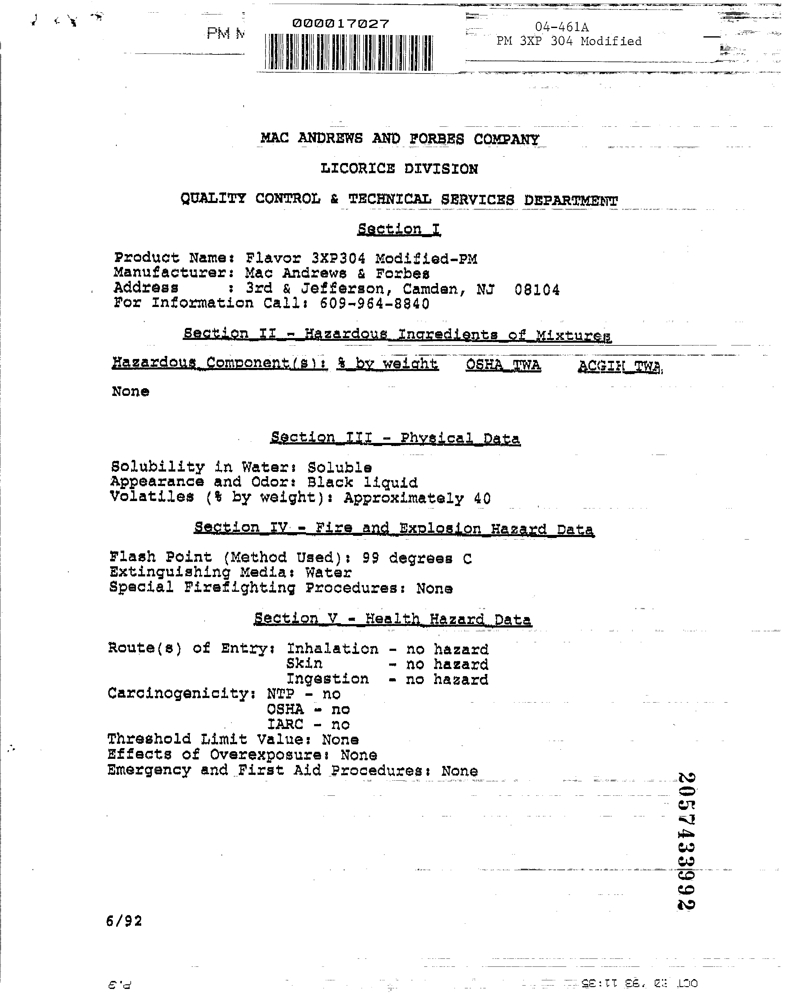 PM M
000017027
04-461A
PM 3XP 304 Modified
MAC ANDREWS AND FORBES COMPANY
LICORICE DIVISION
QUALITY CONTROL & TECHNICAL SERVICES DEPARTMENT
Section I
Product Name: Flavor 3XP304 Modified-PM
Manufacturer: Mac Andrews & Forbes
Address : 3rd & Jefferson, Camden, NJ 08104
For Information Call: 609-964-8840
Section II - Hazardous Ingredients of Mixtures
Hazardous Component(s): % by weight OSHA TWA ACGIH TWA
None
Section III - Physical Data
Solubility in Water: Soluble
Appearance and Odor: Black liquid
Volatiles (% by weight): Approximately 40
Section IV - Fire and Explosion Hazard Data
Flash Point (Method Used): 99 degrees C
Extinguishing Media: Water
Special Firefighting Procedures: None
Section V - Health Hazard Data
Route(s) of Entry: Inhalation - no hazard
Skin - no hazard
Ingestion - no hazard
Carcinogenicity: NTP - no
OSHA - no
IARC - no
Threshold Limit Value: None
Effects of Overexposure: None
Emergency and First Aid Procedures: None
2057433992
6/92
P.3